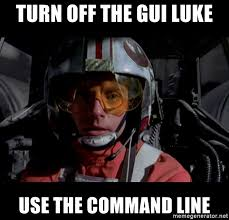 TURN OFF THE GUI LUKE
USE THE COMMAND LINE
memegenerator.net